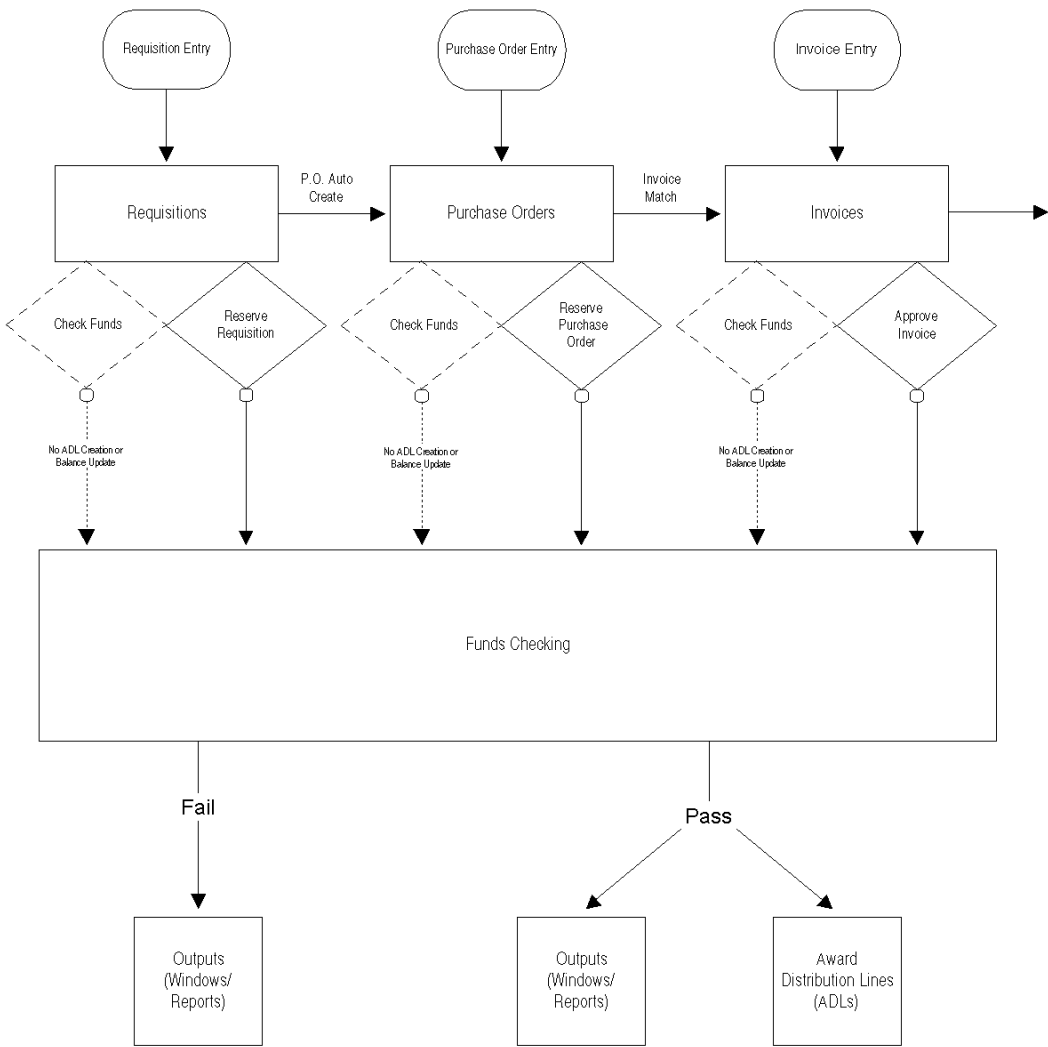 Requisition Entry
Purchase Order Entry
Invoice Entry
P.O. Auto
Create
Invoice
Match
Requisitions
Purchase Orders
Invoices
Check Funds
Reserve
Requisition
Check Funds
Reserve
Purchase
Order
Check Funds
Approve
Invoice
No ADL Creation or
Balance Update
No ADL Creation or
Balance Update
No ADL Creation or
Balance Update
Funds Checking
Fail
Pass
Outputs
(Windows/
Reports)
Outputs
(Windows/
Reports)
Award
Distribution Lines
(ADLs)